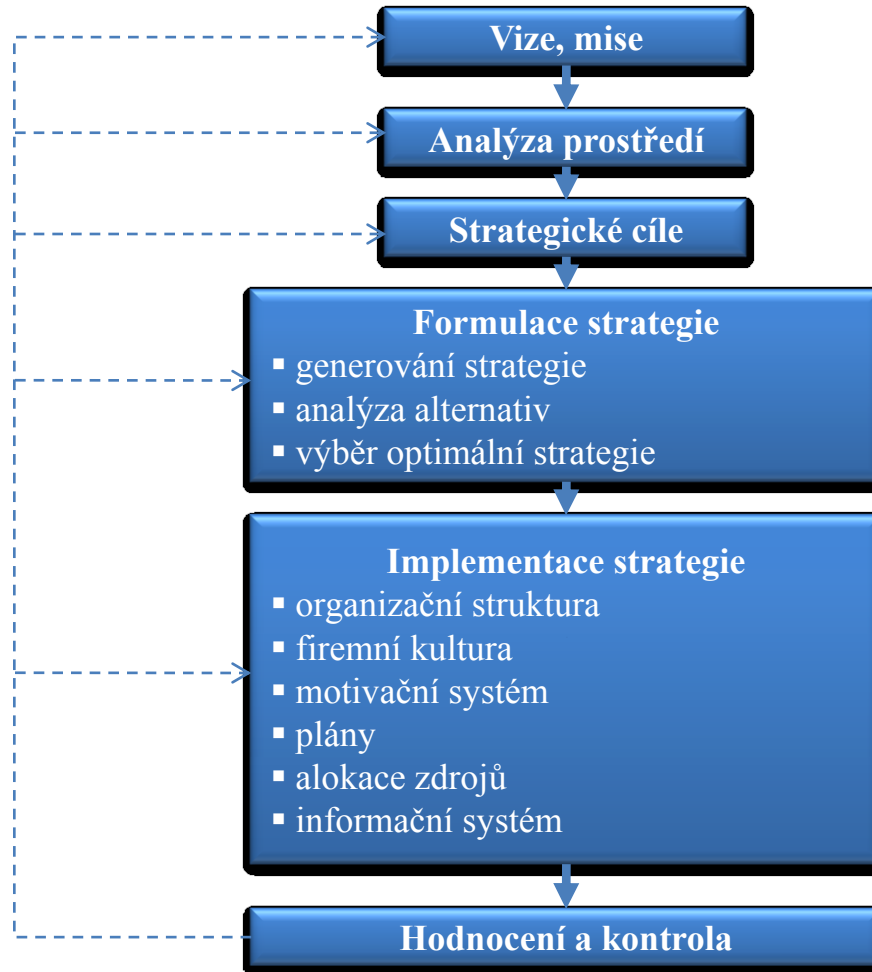 Vize, mise
Analýza prostředí
Strategické cíle
Formulace strategie
▪ generování strategie
▪ analýza alternativ
▪ výběr optimální strategie
Implementace strategie
▪ organizační struktura
▪ firemní kultura
▪ motivační systém
▪ plány
▪ alokace zdrojů
▪ informační systém
Hodnocení a kontrola